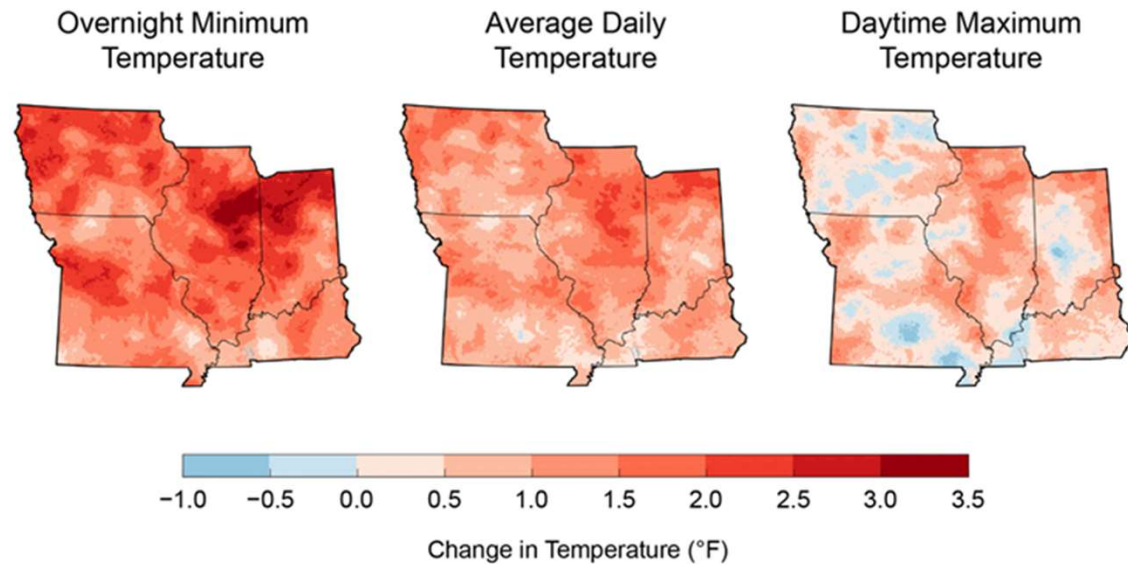 Overnight Minimum
Temperature
Average Daily
Temperature
Daytime Maximum
Temperature
−1.0 −0.5 0.0 0.5 1.0 1.5 2.0 2.5 3.0 3.5
Change in Temperature (°F)